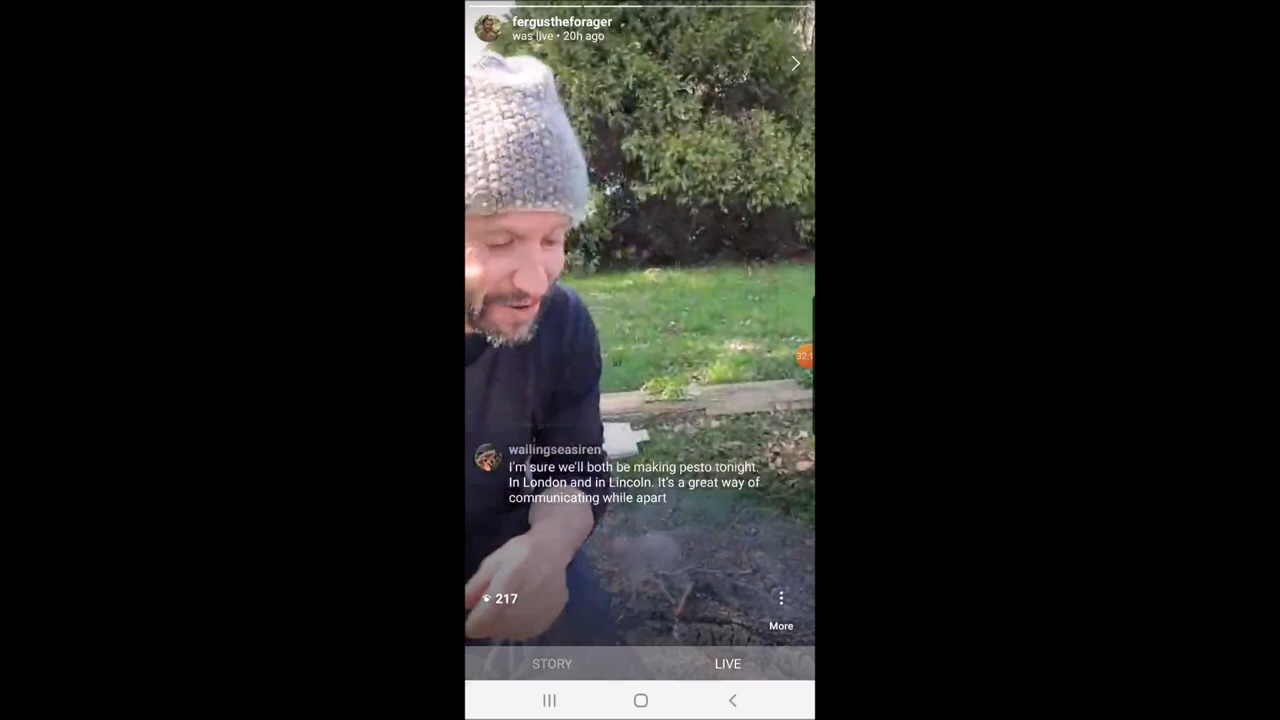 fergustheforager
was live • 20h ago
wailingseasiren
I'm sure we'll both be making pesto tonight.
In London and in Lincoln. It's a great way of
communicating while apart
217
More
STORY
LIVE